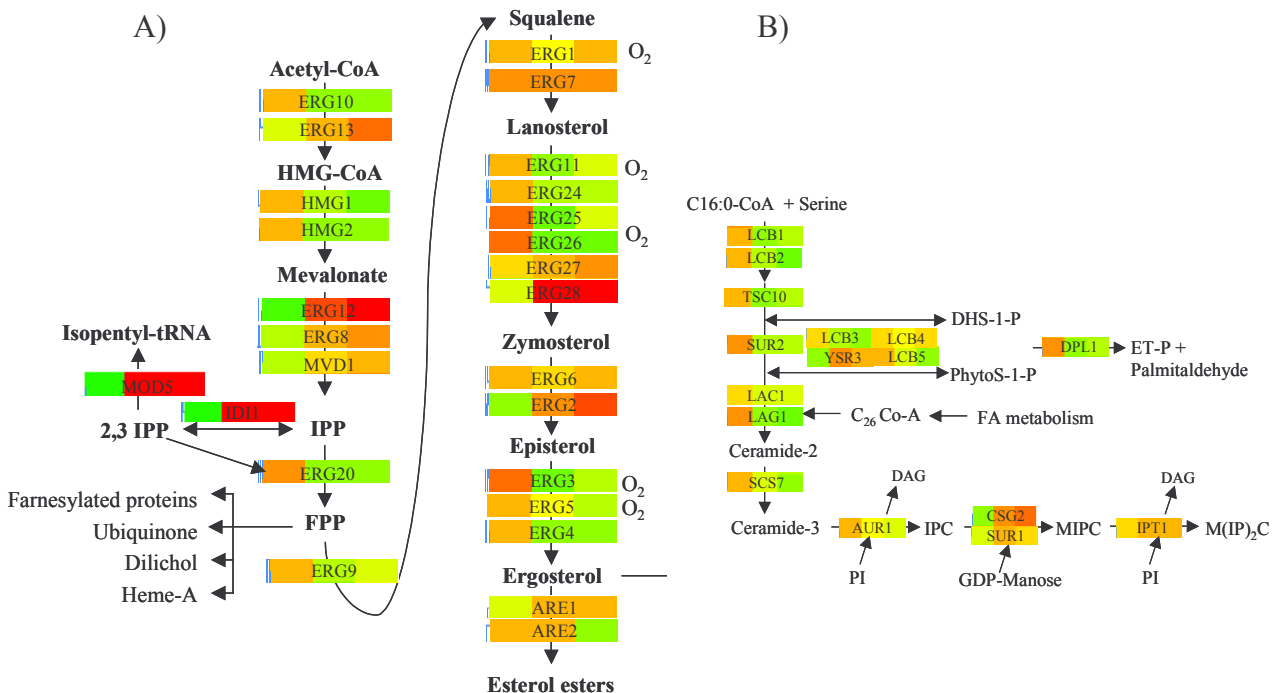 A)
Acetyl-CoA
ERG10
ERG13
HMG-CoA
HMG1
HMG2
Mevalonate
ERG12
ERG8
MVD1
Isopentyl-tRNA
MOD5
IDI1
2,3 IPP
IPP
ERG20
FPP
Farnesylated proteins
Ubiquinone
Dilichol
Heme-A
ERG9
Squalene
ERG1 O2
ERG7
Lanosterol
ERG11 O2
ERG24
ERG25
O2
ERG26
ERG27
ERG28
Zymosterol
ERG6
ERG2
Episterol
ERG3 O2
ERG5 O2
ERG4
Ergosterol
ARE1
ARE2
Esterol esters
B)
C16:0-CoA + Serine
LCB1
LCB2
TSC10
DHS-1-P
SUR2
LCB3 LCB4
YSR3 LCB5
DPL1
ET-P +
Palmitaldehyde
PhytoS-1-P
LAC1
LAG1
C26 Co-A
FA metabolism
Ceramide-2
SCS7
DAG
DAG
Ceramide-3
AUR1
IPC
CSG2
SUR1
MIPC
IPT1
M(IP)2C
PI
GDP-Manose
PI